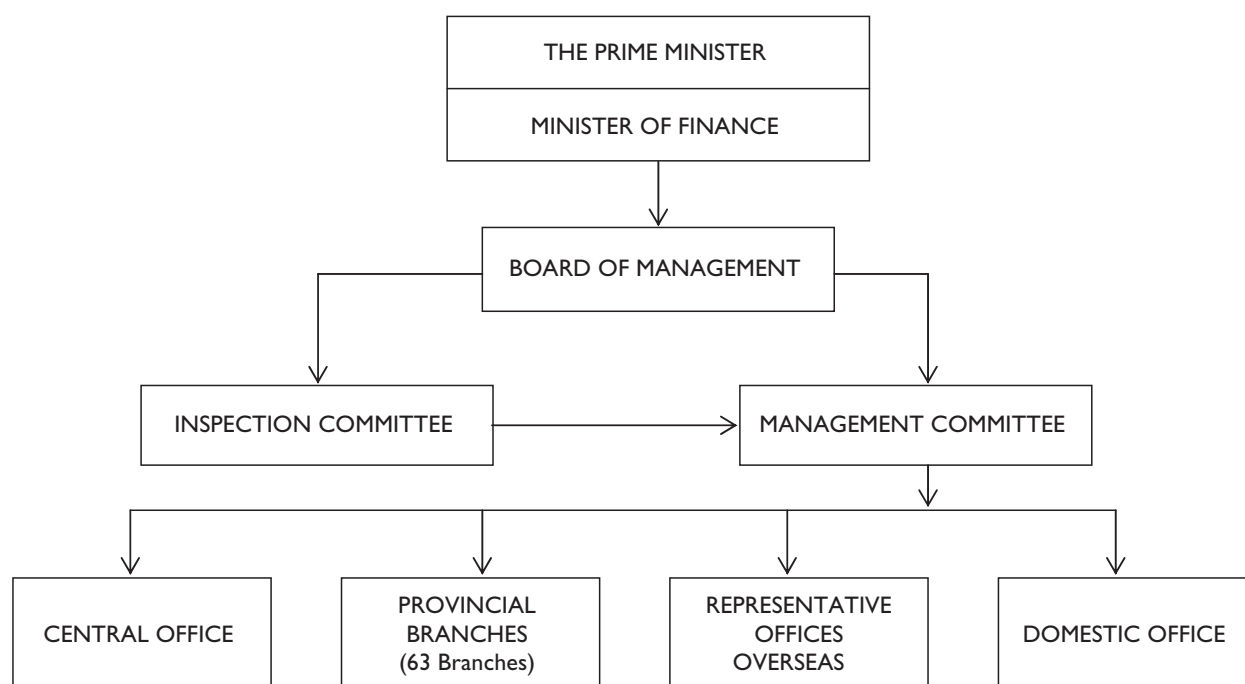 THE PRIME MINISTER
MINISTER OF FINANCE
BOARD OF MANAGEMENT
INSPECTION COMMITTEE
MANAGEMENT COMMITTEE
CENTRAL OFFICE
PROVINCIAL
BRANCHES
(63 Branches)
REPRESENTATIVE
OFFICES
OVERSEAS
DOMESTIC OFFICE